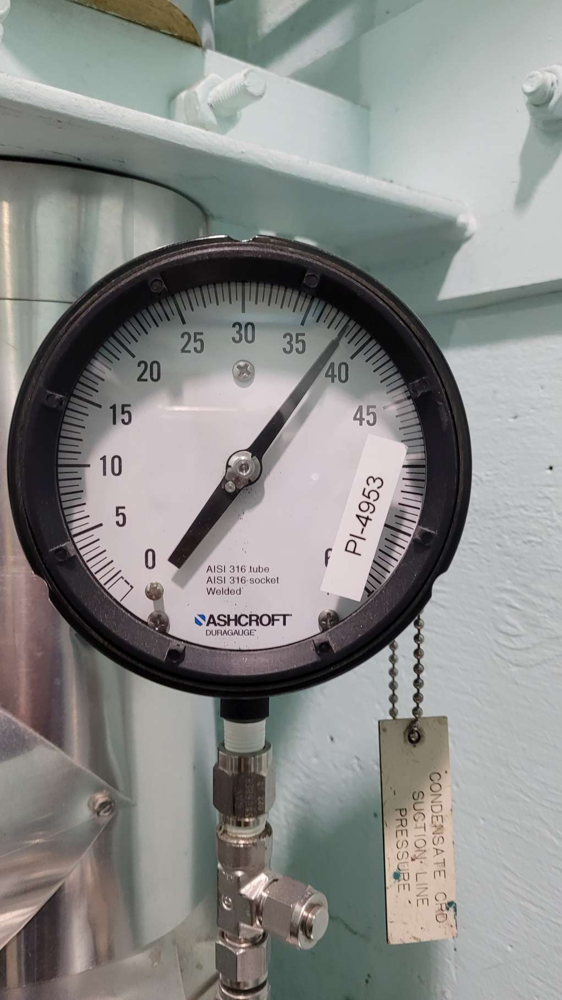 30
25
35
20
40
15
45
10
5
PI-4953
0
AISI 316 tube
AISI 316 socket
Welded
ASHCROFT
DURAGAUGE
CONDENSATE CRD
SUCTION LINE
PRESSURE